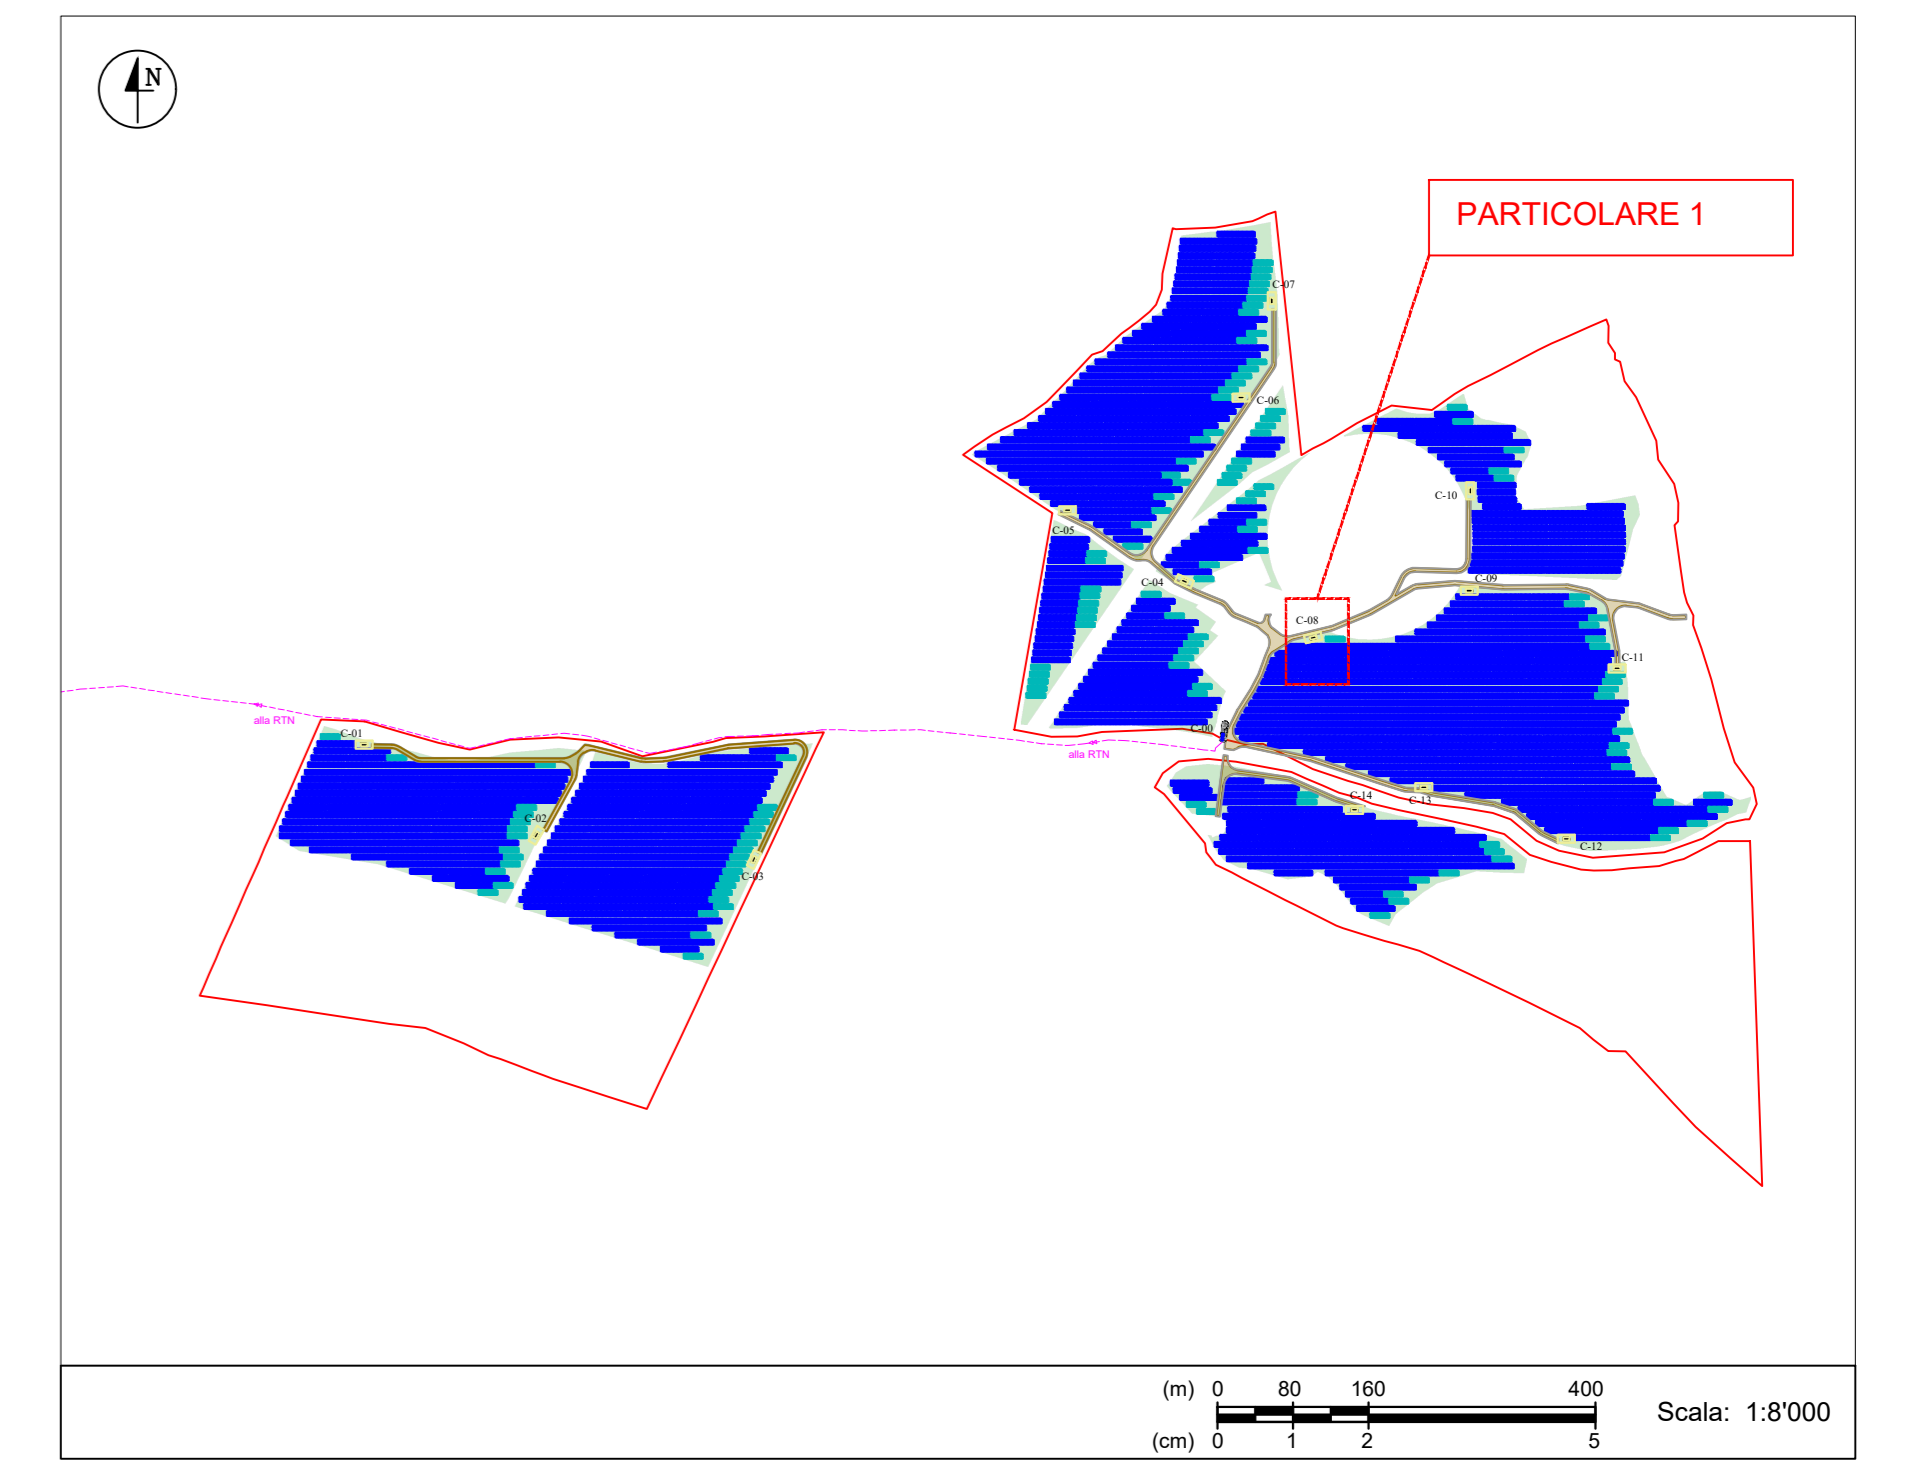 N
PARTICOLARE 1
C-07
C-06
C-10
C-05
C-04
C-09
C-08
C-11
C-00
alla RTN
alla RTN
C-01
C-14
C-13
C-02
C-12
C-03
(m) 0 80 160 400
Scala: 1:8'000
(cm) 0 1 2 5